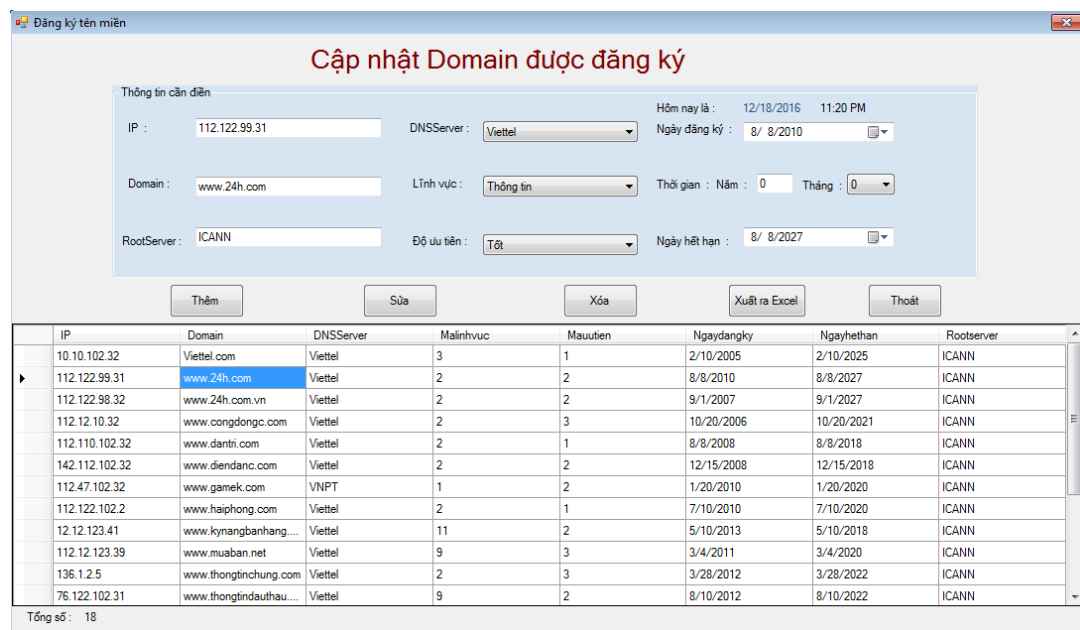 Đăng ký tên miền
Cập nhật Domain được đăng ký
Thông tin cần điền
Hôm nay là : 12/18/2016 11:20 PM
IP : 112.122.99.31 DNSServer : Viettel Ngày đăng ký : 8/ 8/2010
Domain : www.24h.com Lĩnh vực : Thông tin Thời gian : Năm : 0 Tháng : 0
RootServer : ICANN Độ ưu tiên : Tốt Ngày hết hạn : 8/ 8/2027
Thêm Sửa Xóa Xuất ra Excel Thoát
IP Domain DNSServer Malinhvuc Mauutien Ngaydangky Ngayhethan Rootserver
10.10.102.32 Viettel.com Viettel 3 1 2/10/2005 2/10/2025 ICANN
112.122.99.31 www.24h.com Viettel 2 2 8/8/2010 8/8/2027 ICANN
112.122.98.32 www.24h.com.vn Viettel 2 2 9/1/2007 9/1/2027 ICANN
112.12.10.32 www.congdongc.com Viettel 2 3 10/20/2006 10/20/2021 ICANN
112.110.102.32 www.dantri.com Viettel 2 1 8/8/2008 8/8/2018 ICANN
142.112.102.32 www.diendanc.com Viettel 2 2 12/15/2008 12/15/2018 ICANN
112.47.102.32 www.gamek.com VNPT 1 2 1/20/2010 1/20/2020 ICANN
112.122.102.2 www.haiphong.com Viettel 2 1 7/10/2010 7/10/2020 ICANN
12.12.123.41 www.kynangbanhang.... Viettel 11 2 5/10/2013 5/10/2018 ICANN
112.12.123.39 www.muaban.net Viettel 9 3 3/4/2011 3/4/2020 ICANN
136.1.2.5 www.thongtinchung.com Viettel 2 3 3/28/2012 3/28/2022 ICANN
76.122.102.31 www.thongtindauthau.... Viettel 9 2 8/10/2012 8/10/2022 ICANN
Tổng số : 18